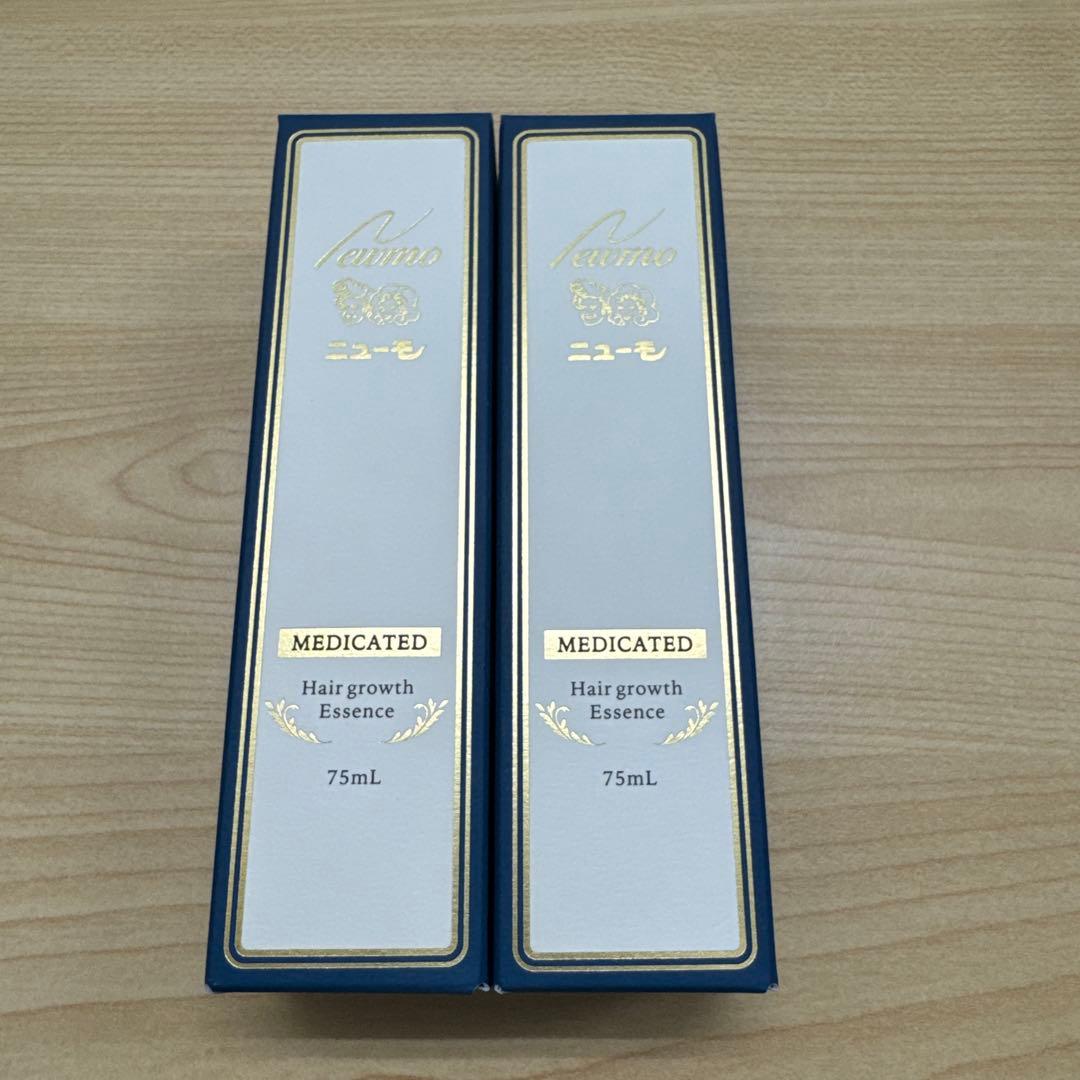 Newmo
ニューモ
MEDICATED
Hair growth
Essence
75mL
Newmo
ニューモ
MEDICATED
Hair growth
Essence
75mL